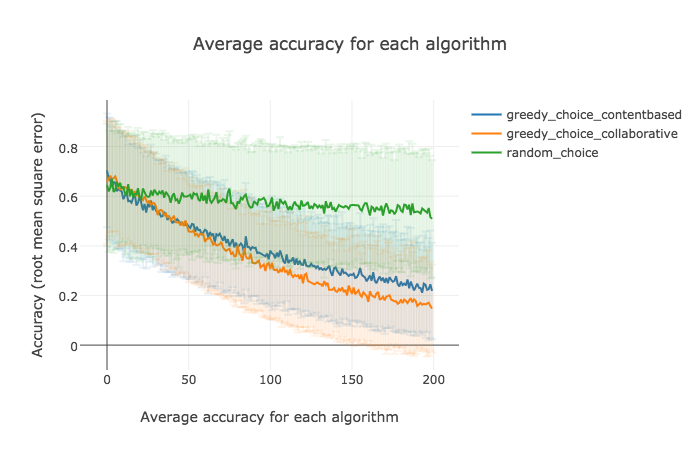 Average accuracy for each algorithm
greedy_choice_contentbased
greedy_choice_collaborative
random_choice
Accuracy (root mean square error)
0.8
0.6
0.4
0.2
0
0
50
100
150
200
Average accuracy for each algorithm